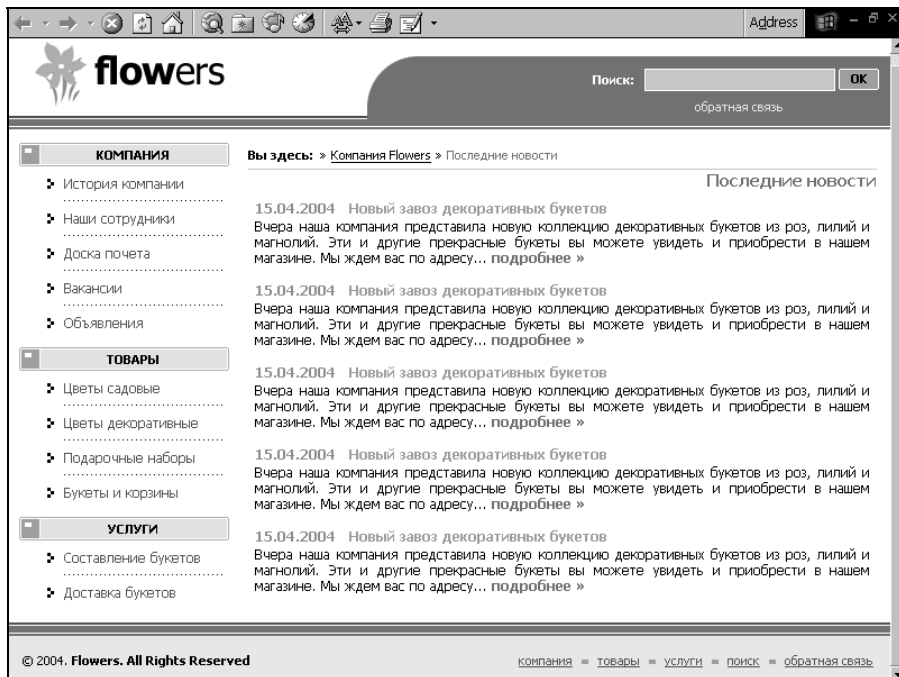 Address
flowers
Поиск:
OK
обратная связь
КОМПАНИЯ
История компании
Наши сотрудники
Доска почета
Вакансии
Объявления
ТОВАРЫ
Цветы садовые
Цветы декоративные
Подарочные наборы
Букеты и корзины
УСЛУГИ
Составление букетов
Доставка букетов
Вы здесь: » Компания Flowers » Последние новости
Последние новости
15.04.2004 Новый завоз декоративных букетов
Вчера наша компания представила новую коллекцию декоративных букетов из роз, лилий и
магнолий. Эти и другие прекрасные букеты вы можете увидеть и приобрести в нашем
магазине. Мы ждем вас по адресу... подробнее »
15.04.2004 Новый завоз декоративных букетов
Вчера наша компания представила новую коллекцию декоративных букетов из роз, лилий и
магнолий. Эти и другие прекрасные букеты вы можете увидеть и приобрести в нашем
магазине. Мы ждем вас по адресу... подробнее »
15.04.2004 Новый завоз декоративных букетов
Вчера наша компания представила новую коллекцию декоративных букетов из роз, лилий и
магнолий. Эти и другие прекрасные букеты вы можете увидеть и приобрести в нашем
магазине. Мы ждем вас по адресу... подробнее »
15.04.2004 Новый завоз декоративных букетов
Вчера наша компания представила новую коллекцию декоративных букетов из роз, лилий и
магнолий. Эти и другие прекрасные букеты вы можете увидеть и приобрести в нашем
магазине. Мы ждем вас по адресу... подробнее »
15.04.2004 Новый завоз декоративных букетов
Вчера наша компания представила новую коллекцию декоративных букетов из роз, лилий и
магнолий. Эти и другие прекрасные букеты вы можете увидеть и приобрести в нашем
магазине. Мы ждем вас по адресу... подробнее »
© 2004. Flowers. All Rights Reserved
компания = товары = услуги = поиск = обратная связь